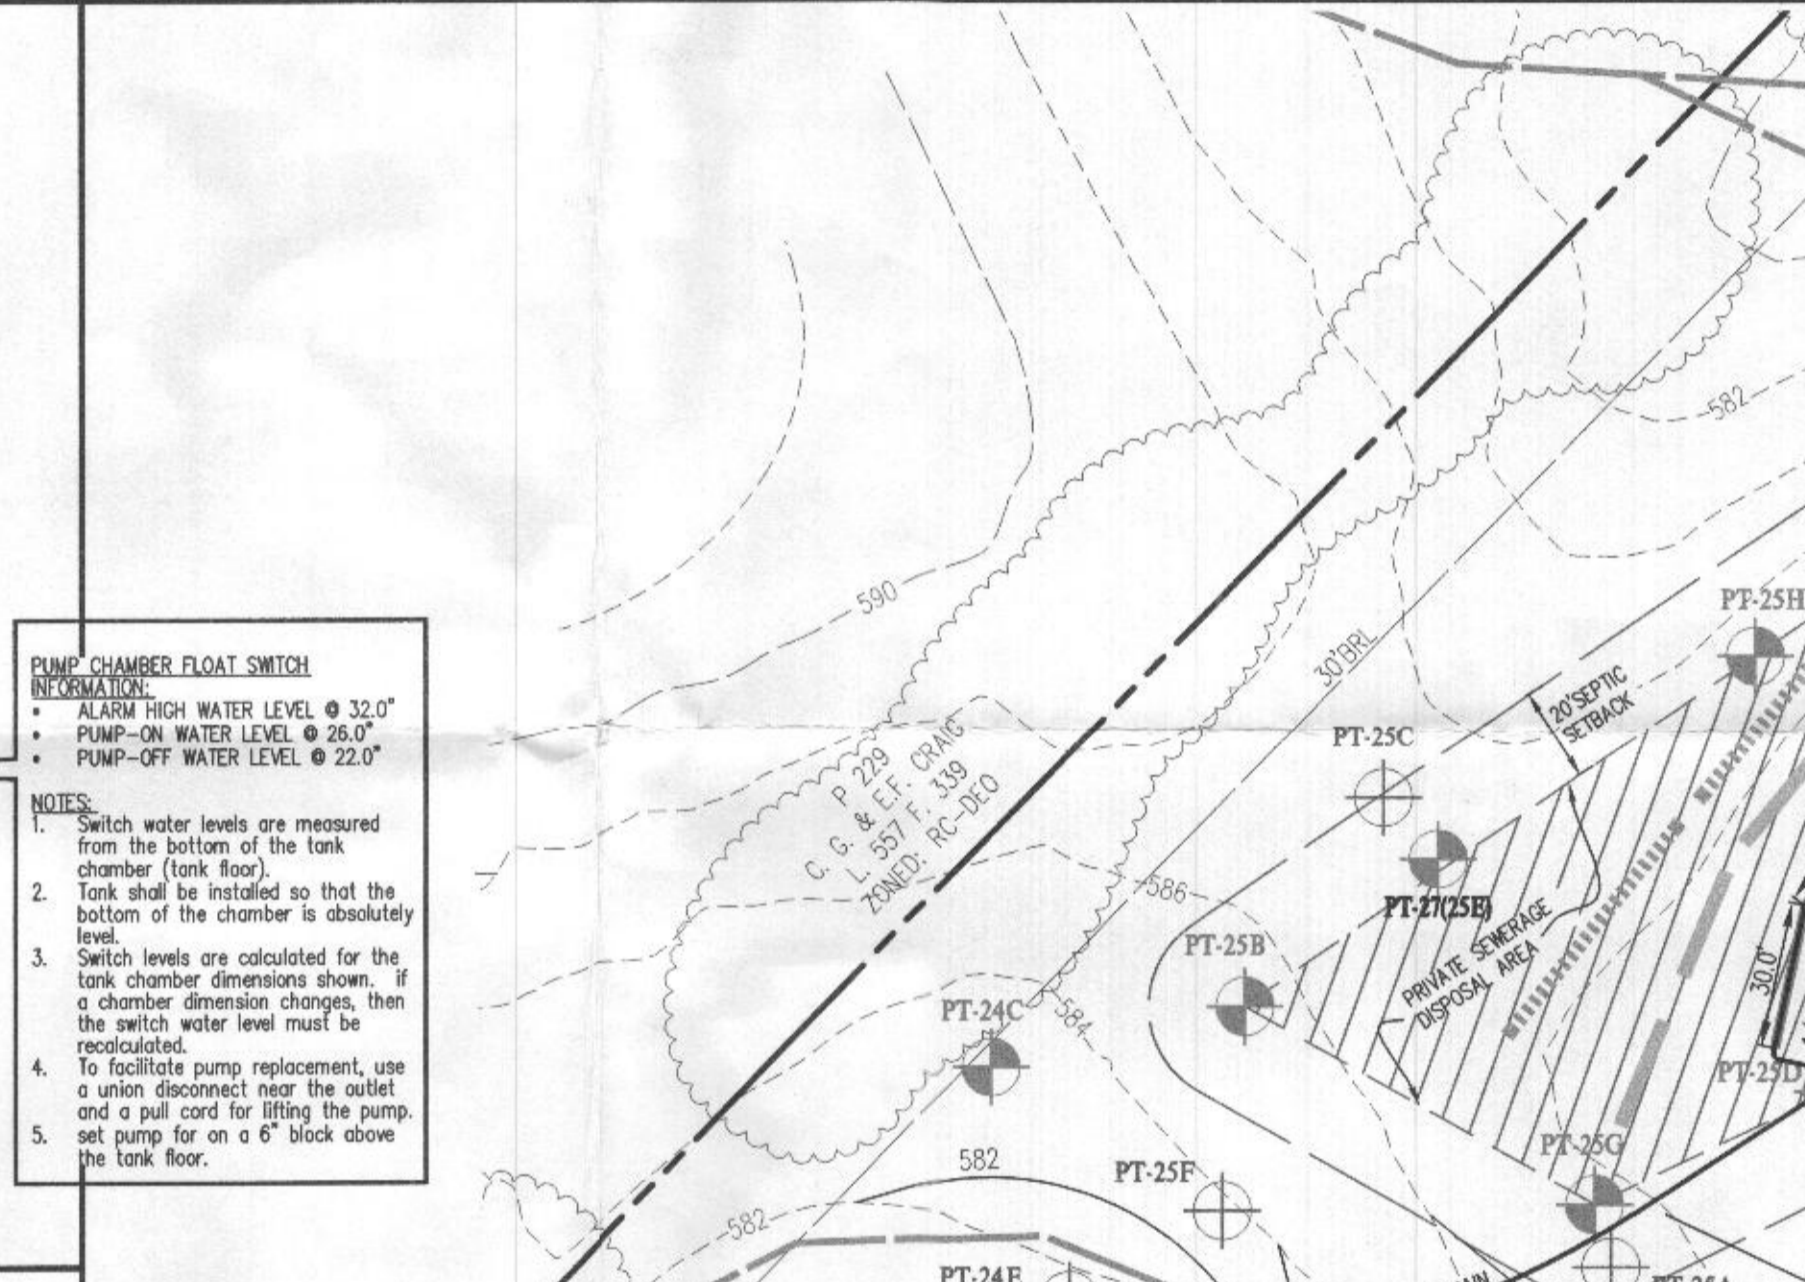 PUMP CHAMBER FLOAT SWITCH
INFORMATION:
• ALARM HIGH WATER LEVEL @ 32.0"
• PUMP-ON WATER LEVEL @ 26.0"
• PUMP-OFF WATER LEVEL @ 22.0"
NOTES:
1. Switch water levels are measured
from the bottom of the tank
chamber (tank floor).
2. Tank shall be installed so that the
bottom of the chamber is absolutely
level.
3. Switch levels are calculated for the
tank chamber dimensions shown. if
a chamber dimension changes, then
the switch water level must be
recalculated.
4. To facilitate pump replacement, use
a union disconnect near the outlet
and a pull cord for lifting the pump.
5. set pump for on a 6" block above
the tank floor.
582
590
PT-25H
30'BRL
20'SEPTIC
SETBACK
PT-25C
P 229
C. G. & E.F. CRAIG
L. 557 F. 339
ZONED: RC-DEO
586
PT-27(25E)
PT-25B
PRIVATE SEWERAGE
DISPOSAL AREA
30.0'
PT-24C
584
PT-25D
PT-25G
582
PT-25F
582
PT-24E